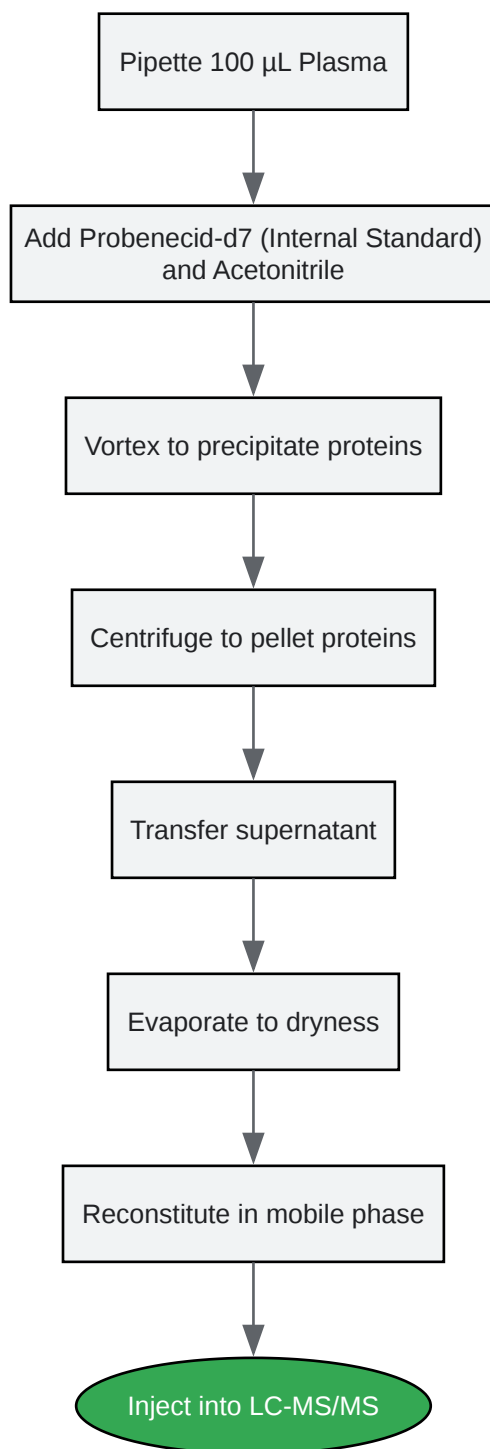 Pipette 100 µL Plasma
Add Probenecid-d7 (Internal Standard)
and Acetonitrile
Vortex to precipitate proteins
Centrifuge to pellet proteins
Transfer supernatant
Evaporate to dryness
Reconstitute in mobile phase
Inject into LC-MS/MS